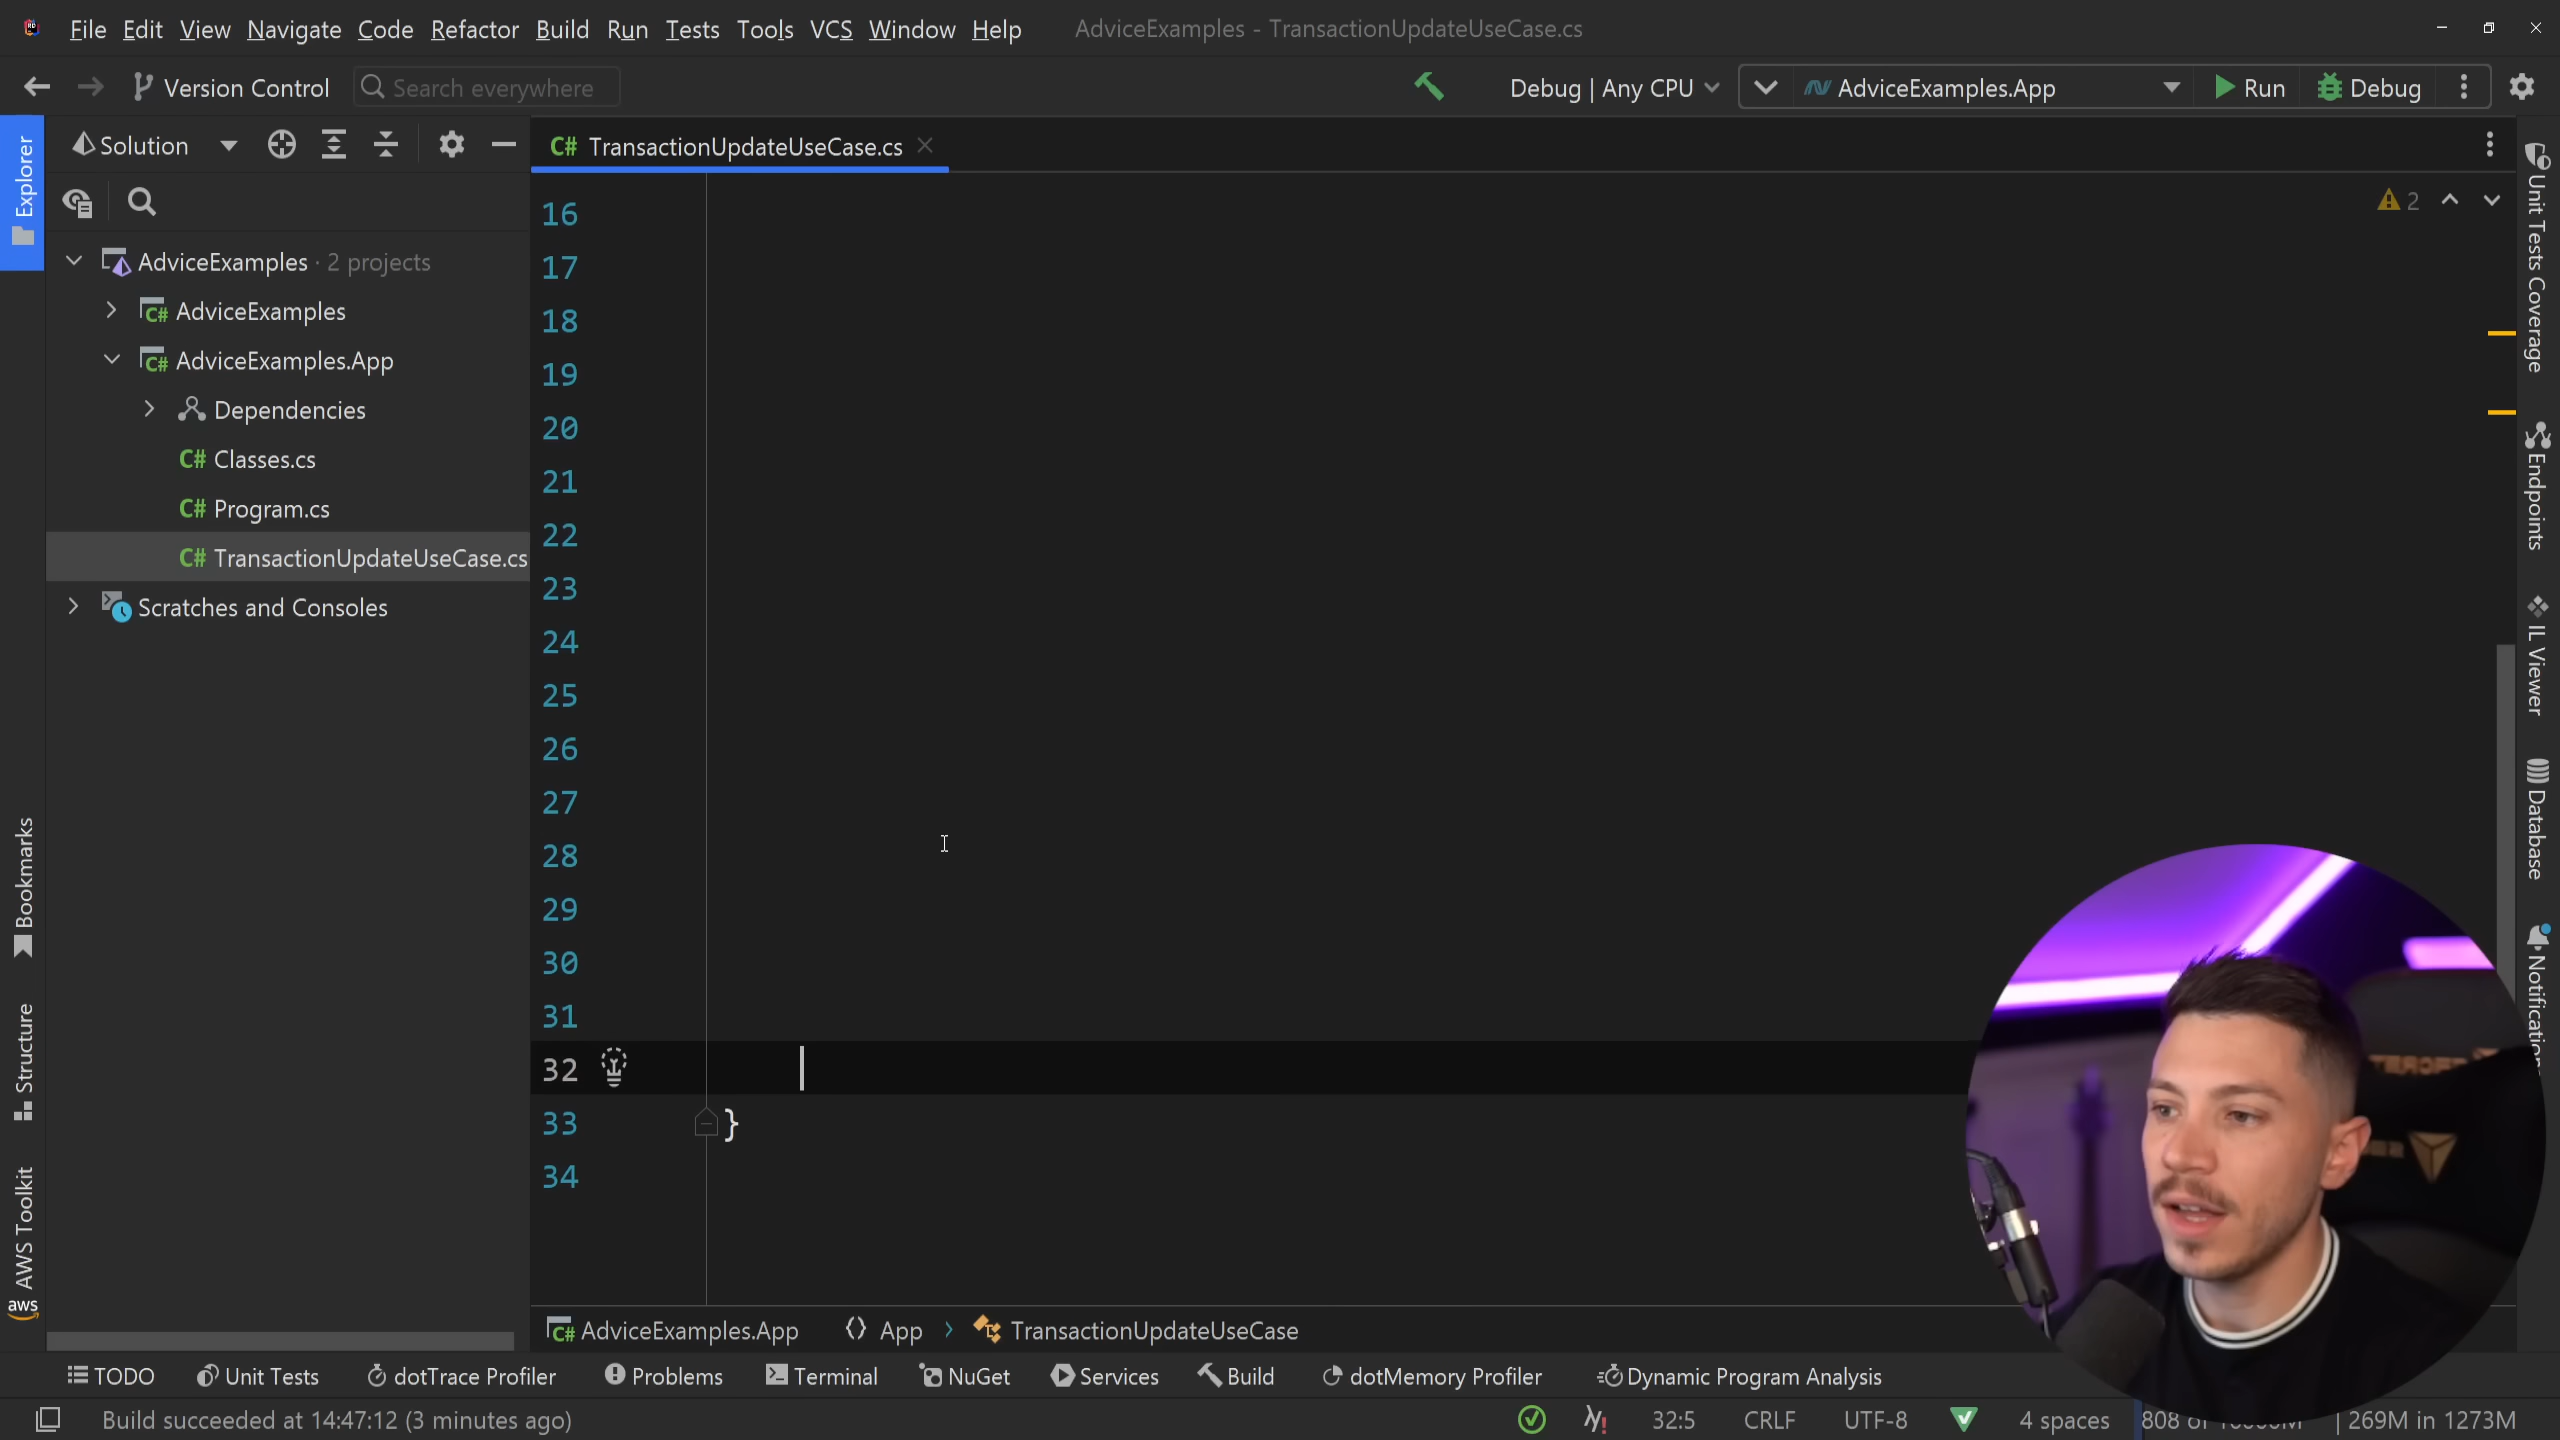 File Edit View Navigate Code Refactor Build Run Tests Tools VCS Window Help AdviceExamples - TransactionUpdateUseCase.cs
Version Control Search everywhere Debug | Any CPU AdviceExamples.App Run Debug
Explorer
Solution
TransactionUpdateUseCase.cs
2
AdviceExamples · 2 projects
C# AdviceExamples
C# AdviceExamples.App
Dependencies
C# Classes.cs
C# Program.cs
C# TransactionUpdateUseCase.cs
Scratches and Consoles
Bookmarks
Structure
AWS Toolkit
aws
16
17
18
19
20
21
22
23
24
25
26
27
28
29
30
31
32
33 }
34
Unit Tests Coverage
Endpoints
IL Viewer
Database
C# AdviceExamples.App App TransactionUpdateUseCase
TODO Unit Tests dotTrace Profiler Problems Terminal NuGet Services Build dotMemory Profiler Dynamic Program Analysis
Build succeeded at 14:47:12 (3 minutes ago) 32:5 CRLF UTF-8 4 spaces 808 269M in 1273M